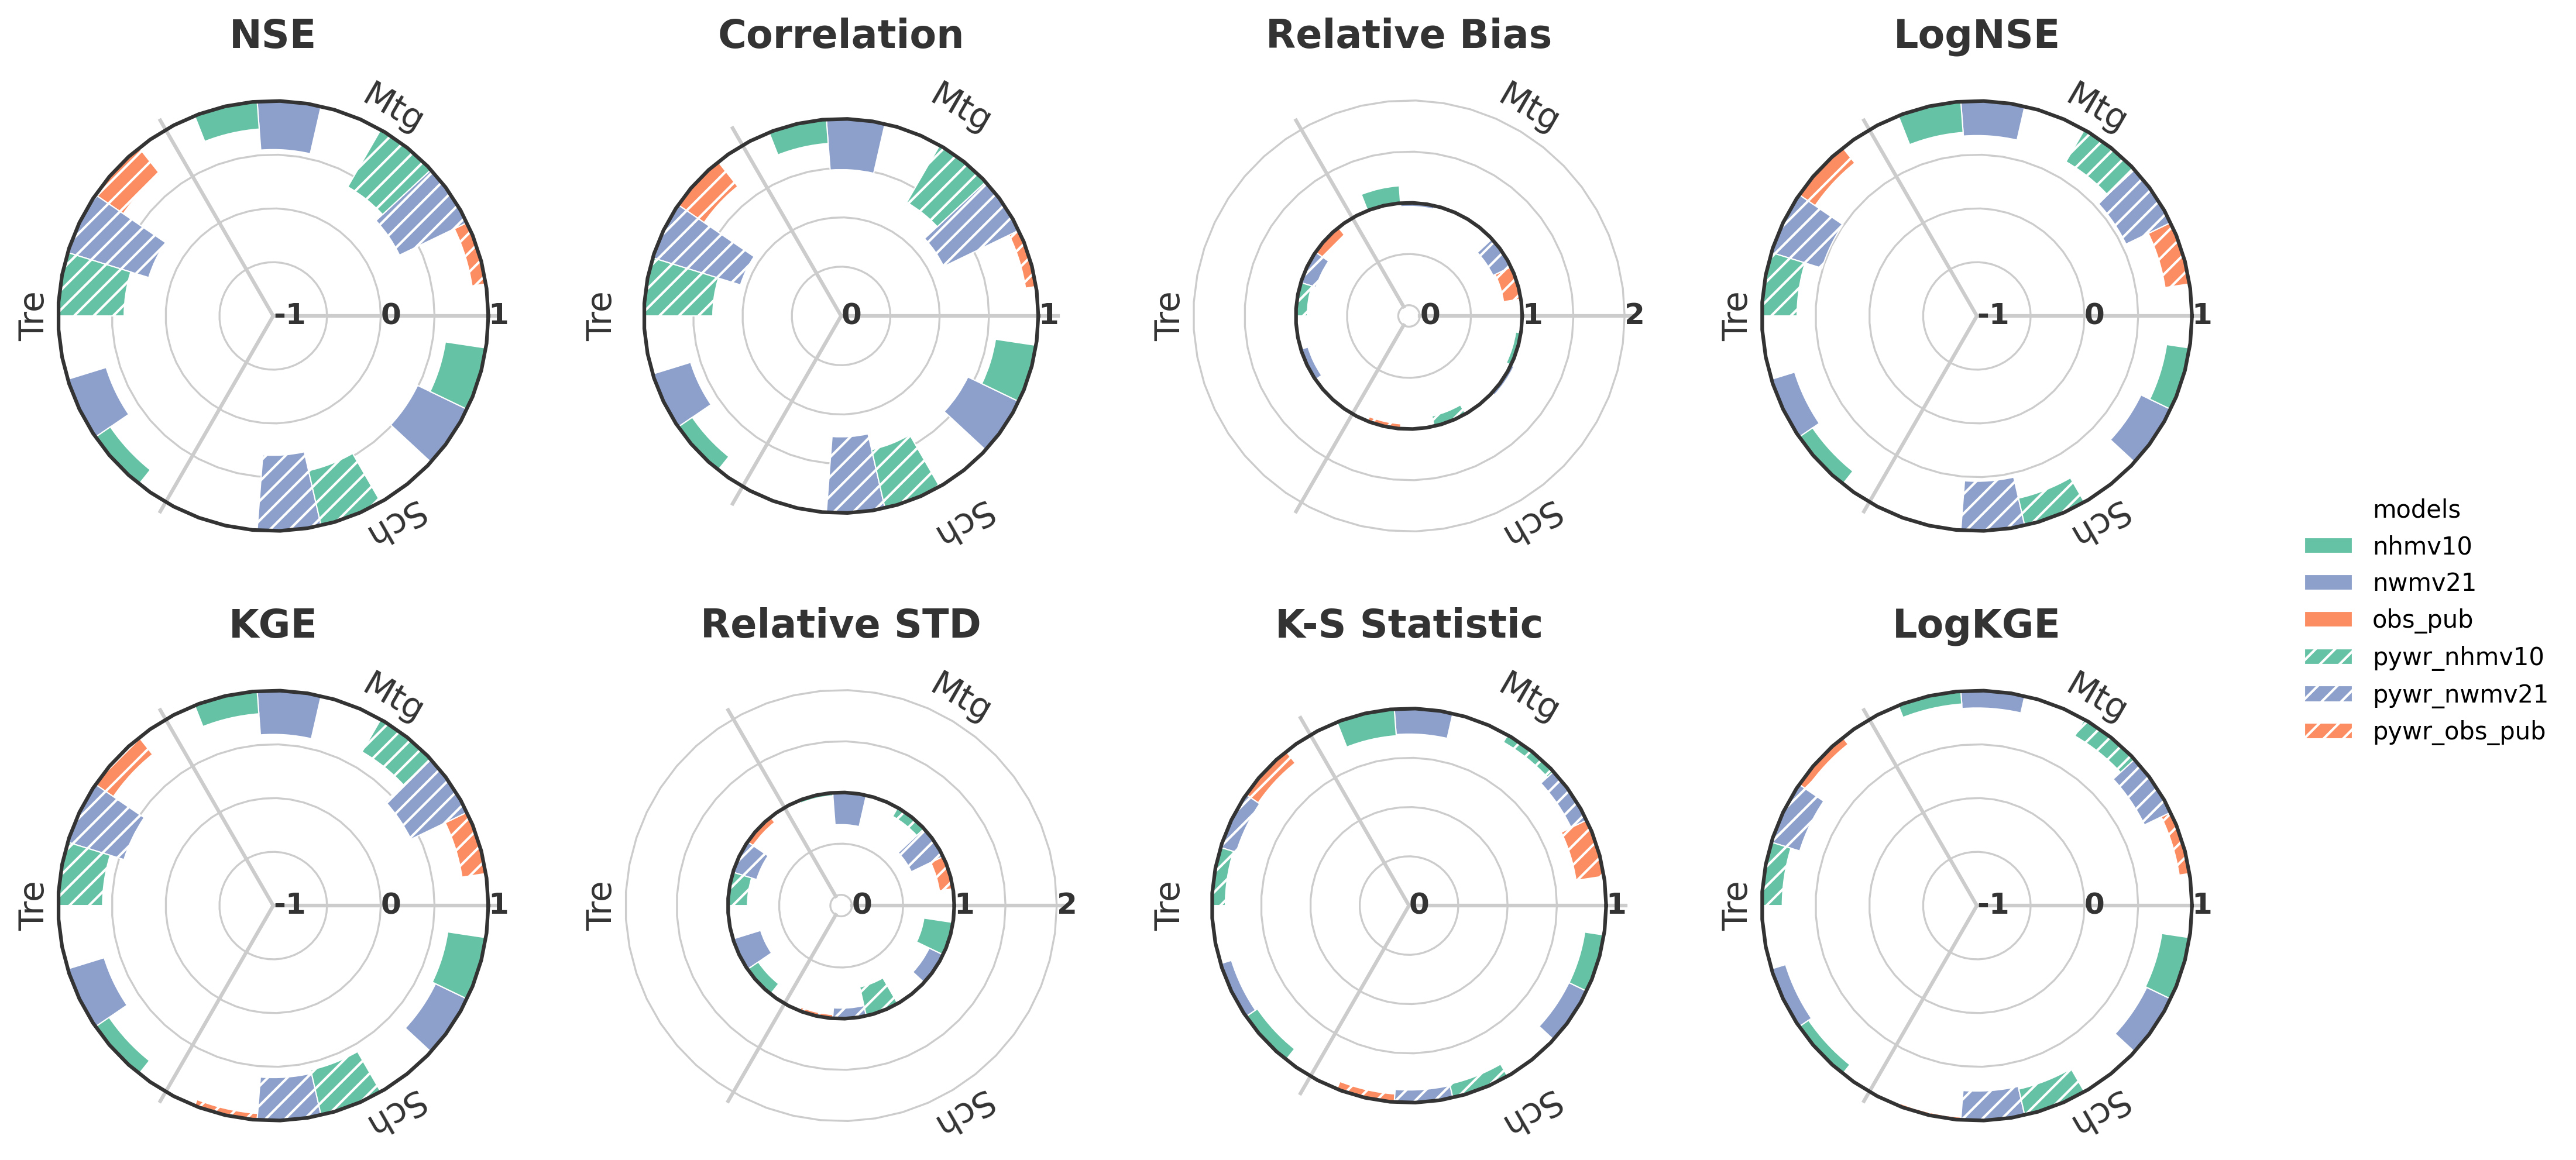 NSE
Mtg
Tre
Sch
-1
0
1
Correlation
Mtg
Tre
Sch
0
1
Relative Bias
Mtg
Tre
Sch
0
1
2
LogNSE
Mtg
Tre
Sch
-1
0
1
KGE
Mtg
Tre
Sch
-1
0
1
Relative STD
Mtg
Tre
Sch
0
1
2
K-S Statistic
Mtg
Tre
Sch
0
1
LogKGE
Mtg
Tre
Sch
-1
0
1
models
nhmv10
nwmv21
obs_pub
pywr_nhmv10
pywr_nwmv21
pywr_obs_pub